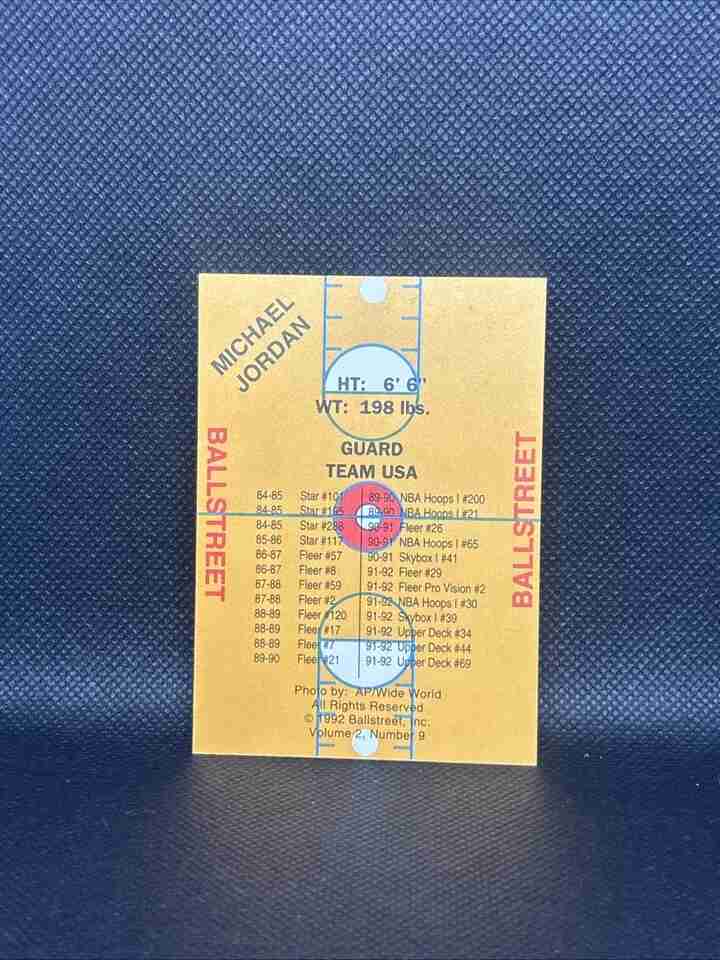 MICHAEL
JORDAN
HT: 6' 6"
WT: 198 lbs.
GUARD
TEAM USA
BALLSTREET
BALLSTREET
84-85 Star #101
84-85 Star #195
84-85 Star #288
85-86 Star #117
86-87 Fleer #57
86-87 Fleer #8
87-88 Fleer #59
87-88 Fleer #2
88-89 Fleer #120
88-89 Fleer #17
88-89 Fleer #7
89-90 Fleer #21
89-90 NBA Hoops I #200
89-90 NBA Hoops I #21
90-91 Fleer #26
90-91 NBA Hoops I #65
90-91 Skybox I #41
91-92 Fleer #29
91-92 Fleer Pro Vision #2
91-92 NBA Hoops I #30
91-92 Skybox I #39
91-92 Upper Deck #34
91-92 Upper Deck #44
91-92 Upper Deck #69
Photo by: AP/Wide World
All Rights Reserved
© 1992 Ballstreet, Inc.
Volume 2, Number 9